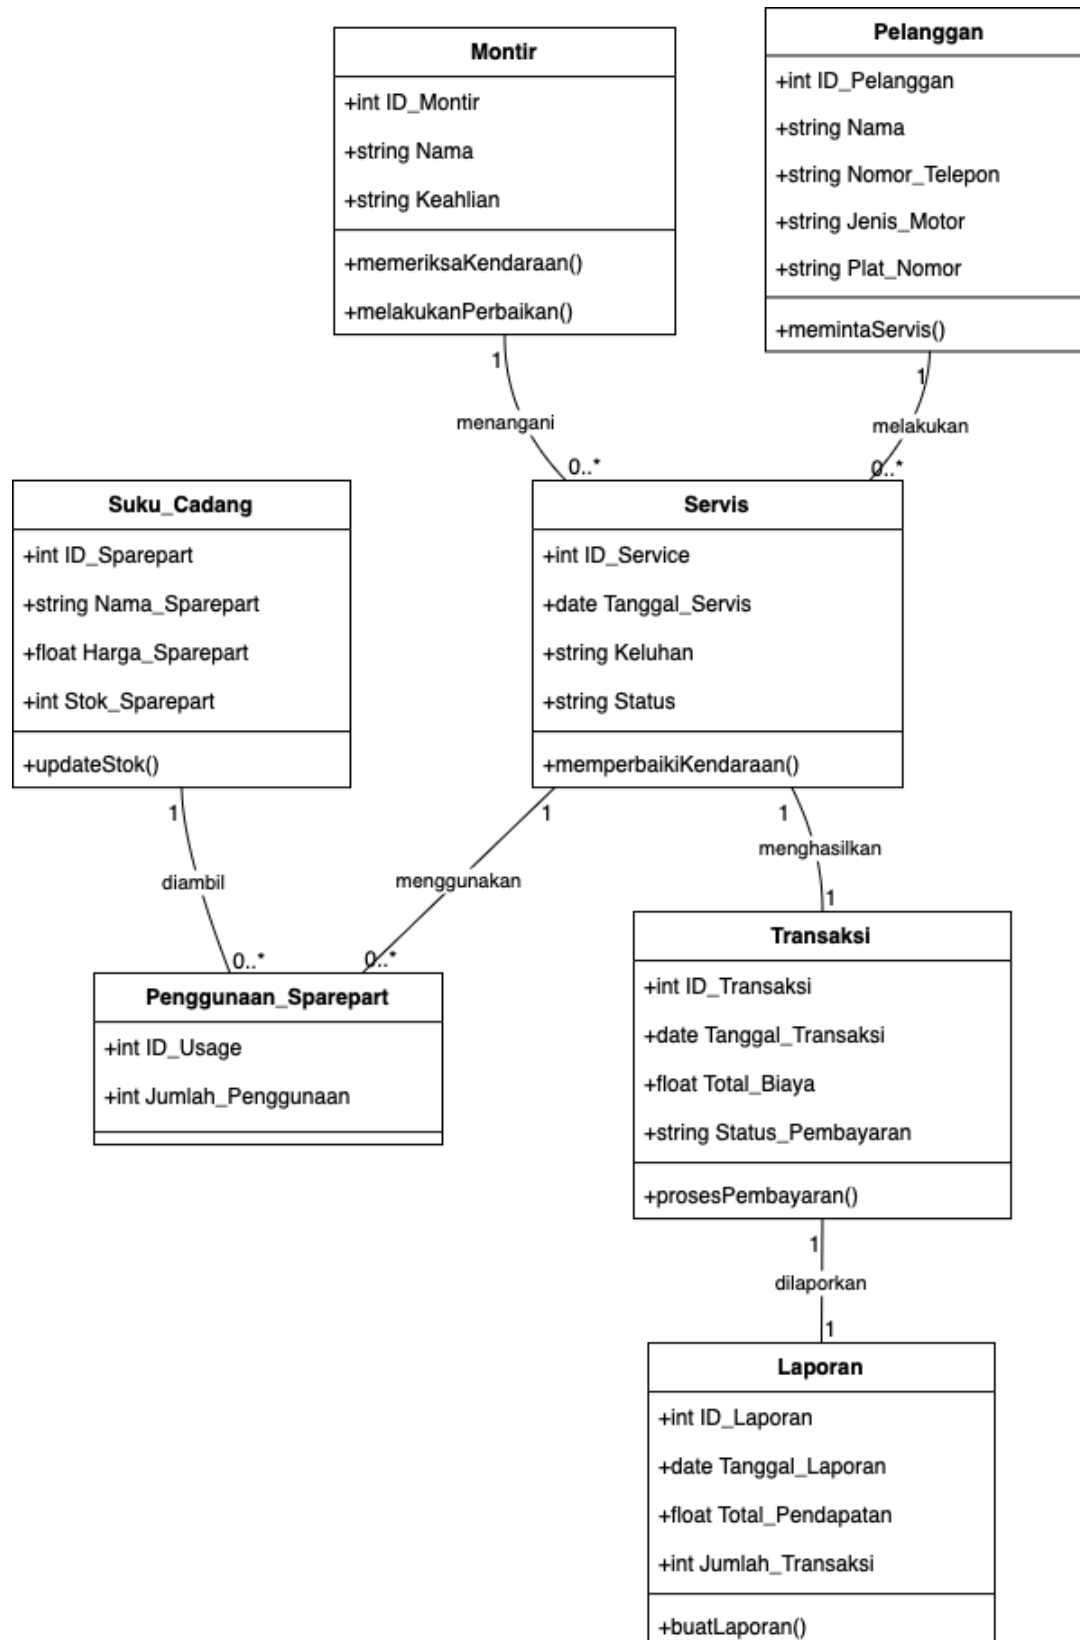 Montir
+int ID_Montir
+string Nama
+string Keahlian
+memeriksaKendaraan()
+melakukanPerbaikan()
Pelanggan
+int ID_Pelanggan
+string Nama
+string Nomor_Telepon
+string Jenis_Motor
+string Plat_Nomor
+memintaServis()
1
menangani
0..*
1
melakukan
0..*
Suku_Cadang
+int ID_Sparepart
+string Nama_Sparepart
+float Harga_Sparepart
+int Stok_Sparepart
+updateStok()
Servis
+int ID_Service
+date Tanggal_Servis
+string Keluhan
+string Status
+memperbaikiKendaraan()
1
diambil
0..*
1
menggunakan
0..*
1
menghasilkan
1
Penggunaan_Sparepart
+int ID_Usage
+int Jumlah_Penggunaan
Transaksi
+int ID_Transaksi
+date Tanggal_Transaksi
+float Total_Biaya
+string Status_Pembayaran
+prosesPembayaran()
1
dilaporkan
1
Laporan
+int ID_Laporan
+date Tanggal_Laporan
+float Total_Pendapatan
+int Jumlah_Transaksi
+buatLaporan()